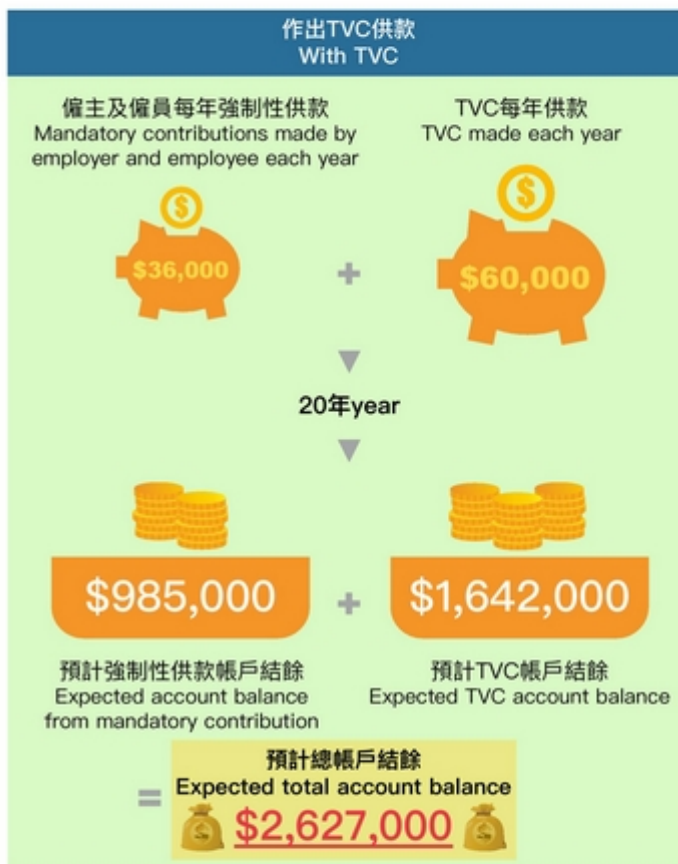 作出TVC供款
With TVC
僱主及僱員每年強制性供款
Mandatory contributions made by
employer and employee each year
TVC每年供款
TVC made each year
$
$36,000
+
$
$60,000
20年year
$985,000
+
$1,642,000
預計強制性供款帳戶結餘
Expected account balance
from mandatory contribution
預計TVC帳戶結餘
Expected TVC account balance
=
預計總帳戶結餘
Expected total account balance
$ $2,627,000 $